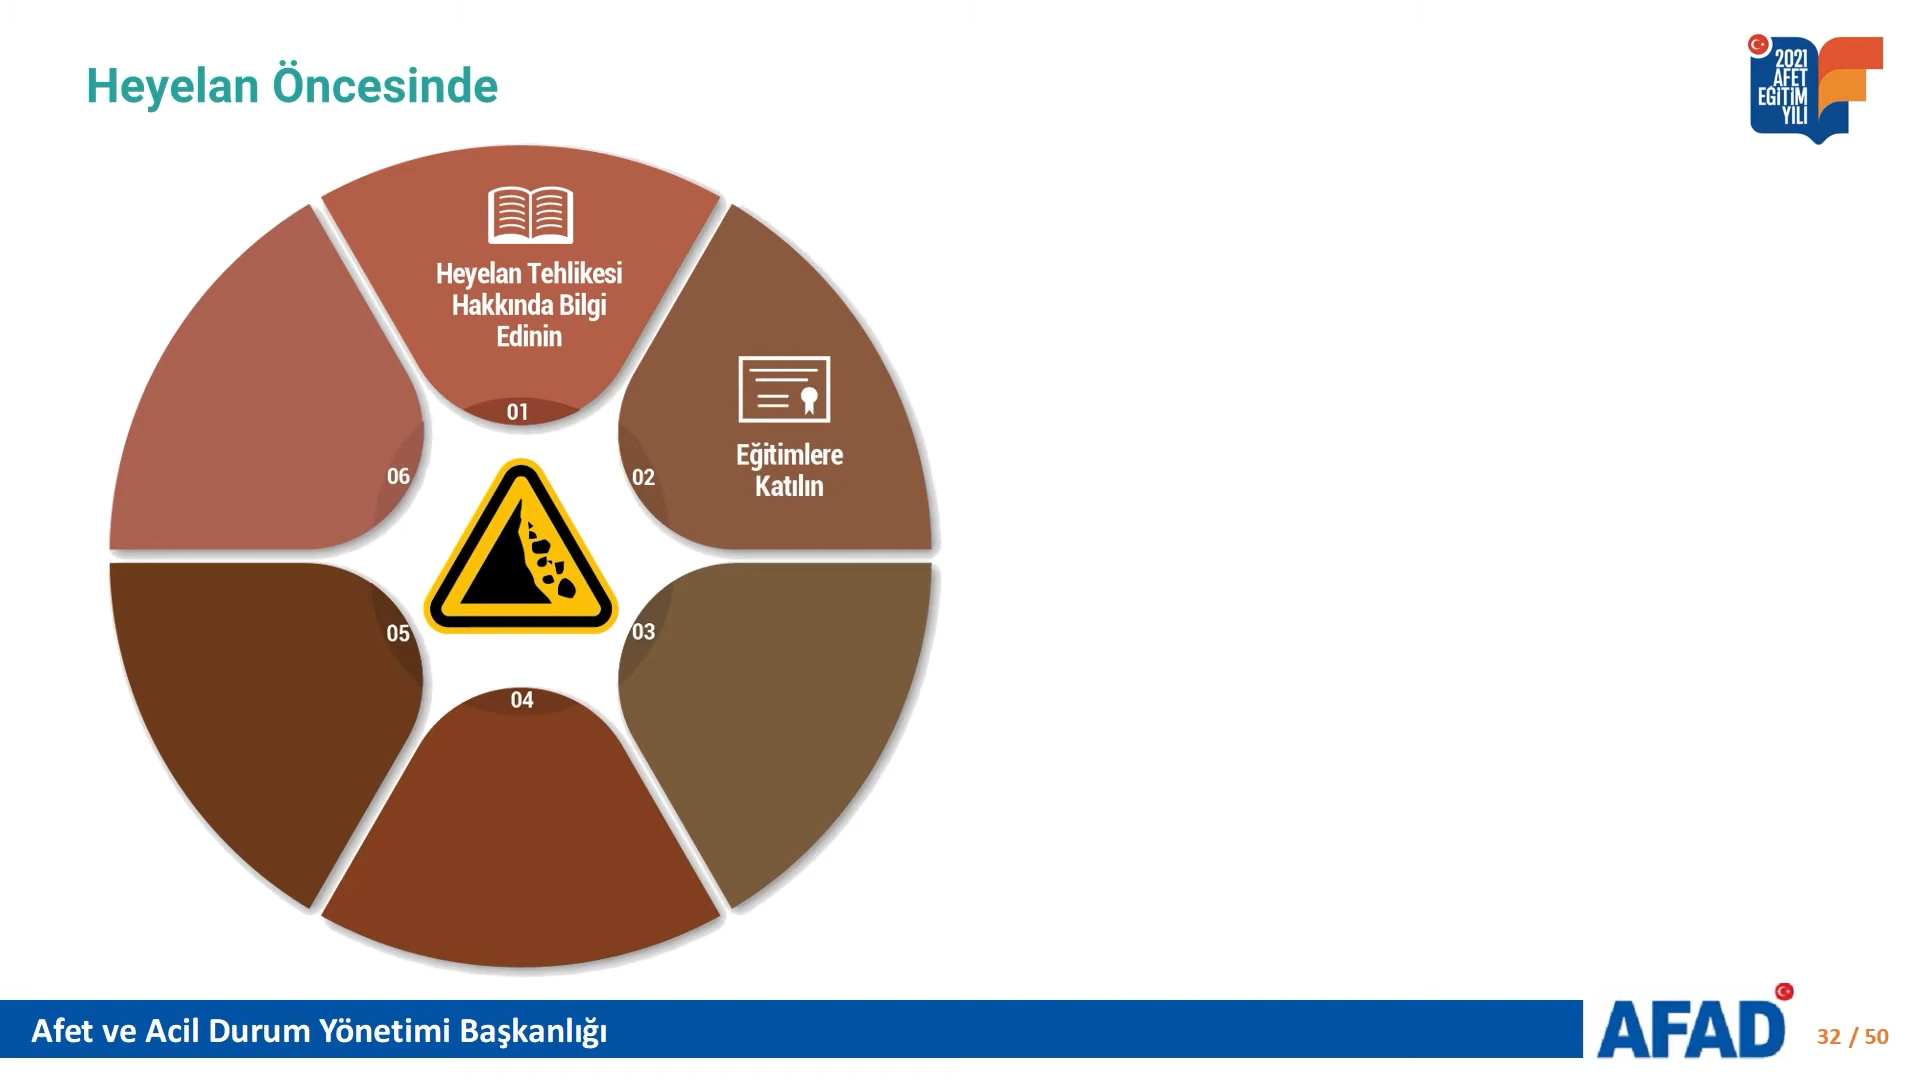 Heyelan Öncesinde
2021
AFET
EĞİTİM
YILI
Heyelan Tehlikesi
Hakkında Bilgi
Edinin
01
Eğitimlere
Katılın
02
03
04
05
06
Afet ve Acil Durum Yönetimi Başkanlığı
AFAD
32 / 50